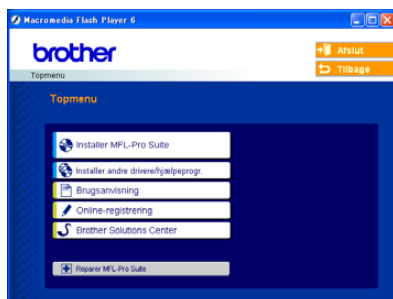 Macromedia Flash Player 6
brother
Afslut
Tilbage
Topmenu
Topmenu
Installer MFL-Pro Suite
Installer andre drivere/hjælpeprogr.
Brugsanvisning
Online-registrering
Brother Solutions Center
Reparer MFL-Pro Suite